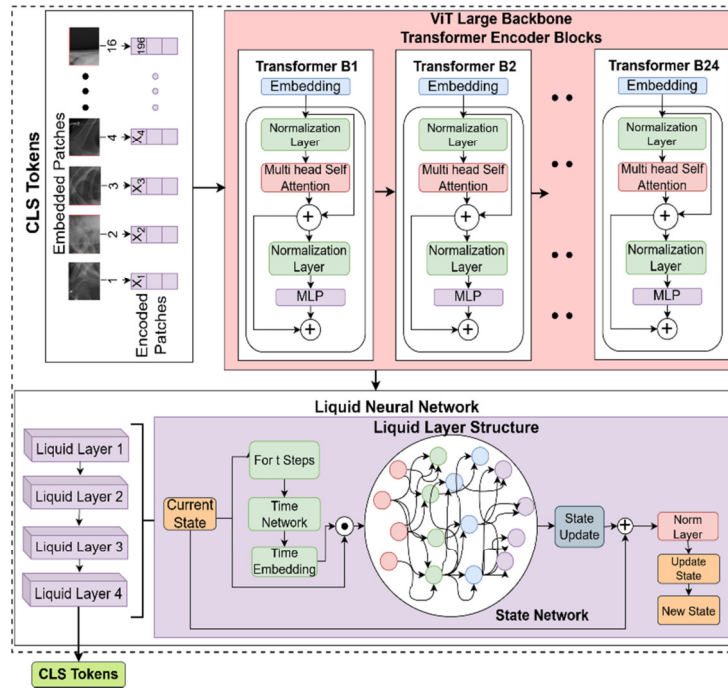 CLS Tokens
Embedded Patches
16
4
3
2
1
196
X4
X3
X2
X1
Encoded
Patches
ViT Large Backbone
Transformer Encoder Blocks
Transformer B1
Embedding
Normalization
Layer
Multi head Self
Attention
+
Normalization
Layer
MLP
+
Transformer B2
Embedding
Normalization
Layer
Multi head Self
Attention
+
Normalization
Layer
MLP
+
Transformer B24
Embedding
Normalization
Layer
Multi head Self
Attention
+
Normalization
Layer
MLP
+
Liquid Neural Network
Liquid Layer 1
Liquid Layer 2
Liquid Layer 3
Liquid Layer 4
CLS Tokens
Liquid Layer Structure
Current
State
For t Steps
Time
Network
Time
Embedding
State Network
State
Update
+
Norm
Layer
Update
State
New State